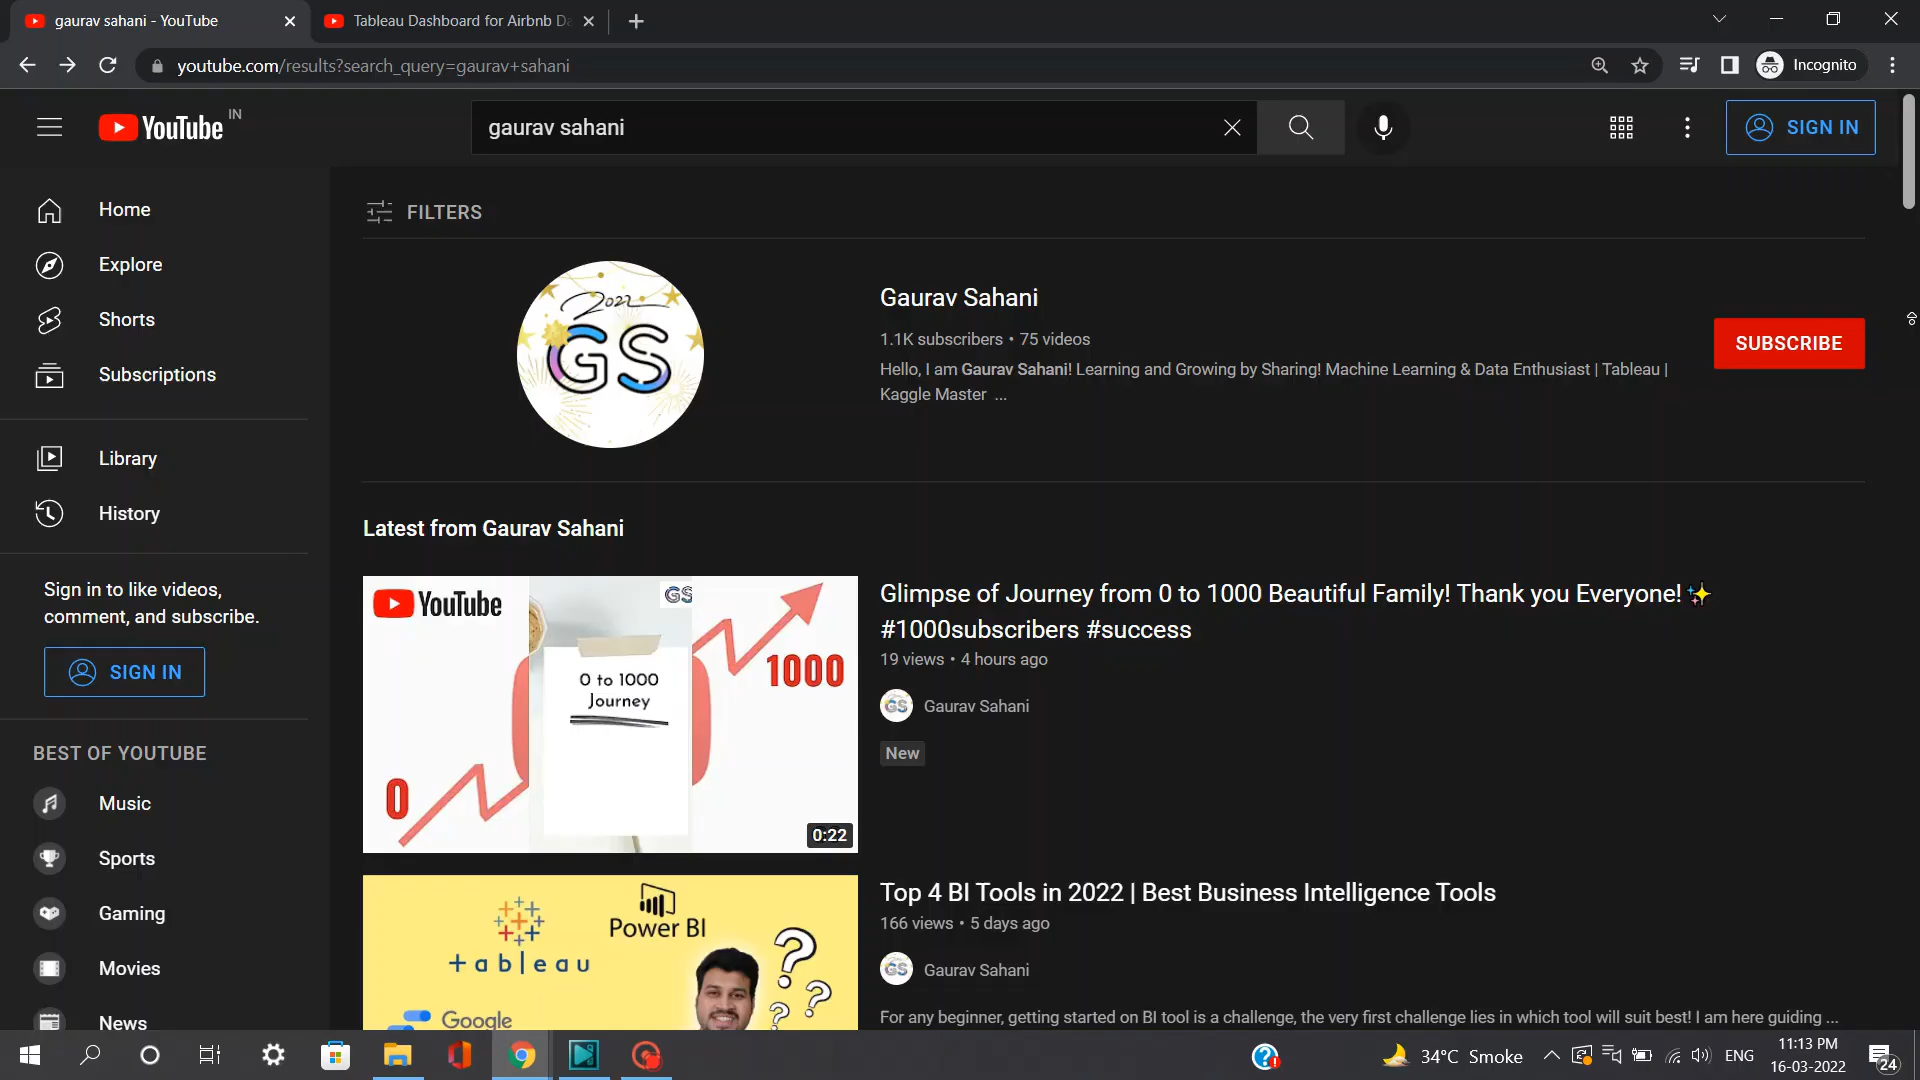 gaurav sahani - YouTube
Tableau Dashboard for Airbnb Da
youtube.com/results?search_query=gaurav+sahani
Incognito
YouTube IN
gaurav sahani
SIGN IN
Home
Explore
Shorts
Subscriptions
Library
History
Sign in to like videos,
comment, and subscribe.
SIGN IN
BEST OF YOUTUBE
Music
Sports
Gaming
Movies
News
FILTERS
2022
GS
Gaurav Sahani
1.1K subscribers • 75 videos
Hello, I am Gaurav Sahani! Learning and Growing by Sharing! Machine Learning & Data Enthusiast | Tableau |
Kaggle Master ...
SUBSCRIBE
Latest from Gaurav Sahani
YouTube
GS
0 to 1000
Journey
1000
0
0:22
Glimpse of Journey from 0 to 1000 Beautiful Family! Thank you Everyone!✨
#1000subscribers #success
19 views • 4 hours ago
GS
Gaurav Sahani
New
Power BI
+ableau
???
Google
Top 4 BI Tools in 2022 | Best Business Intelligence Tools
166 views • 5 days ago
GS
Gaurav Sahani
For any beginner, getting started on BI tool is a challenge, the very first challenge lies in which tool will suit best! I am here guiding ...
34°C Smoke
ENG
11:13 PM
16-03-2022
24